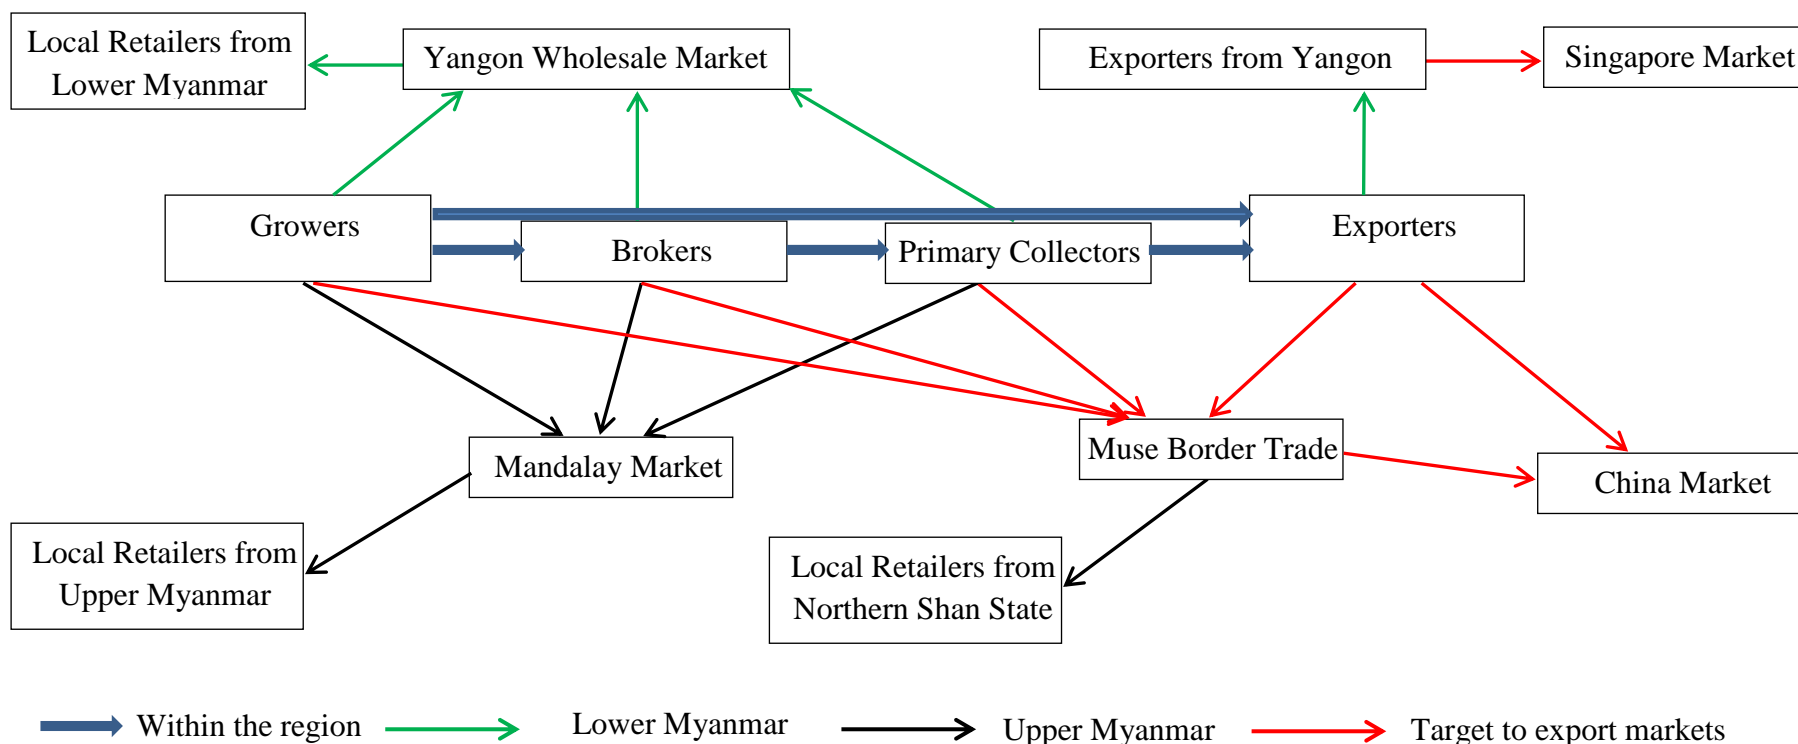 Local Retailers from
Lower Myanmar
Yangon Wholesale Market
Exporters from Yangon
Singapore Market
Growers
Brokers
Primary Collectors
Exporters
Mandalay Market
Muse Border Trade
China Market
Local Retailers from
Upper Myanmar
Local Retailers from
Northern Shan State
Within the region
Lower Myanmar
Upper Myanmar
Target to export markets